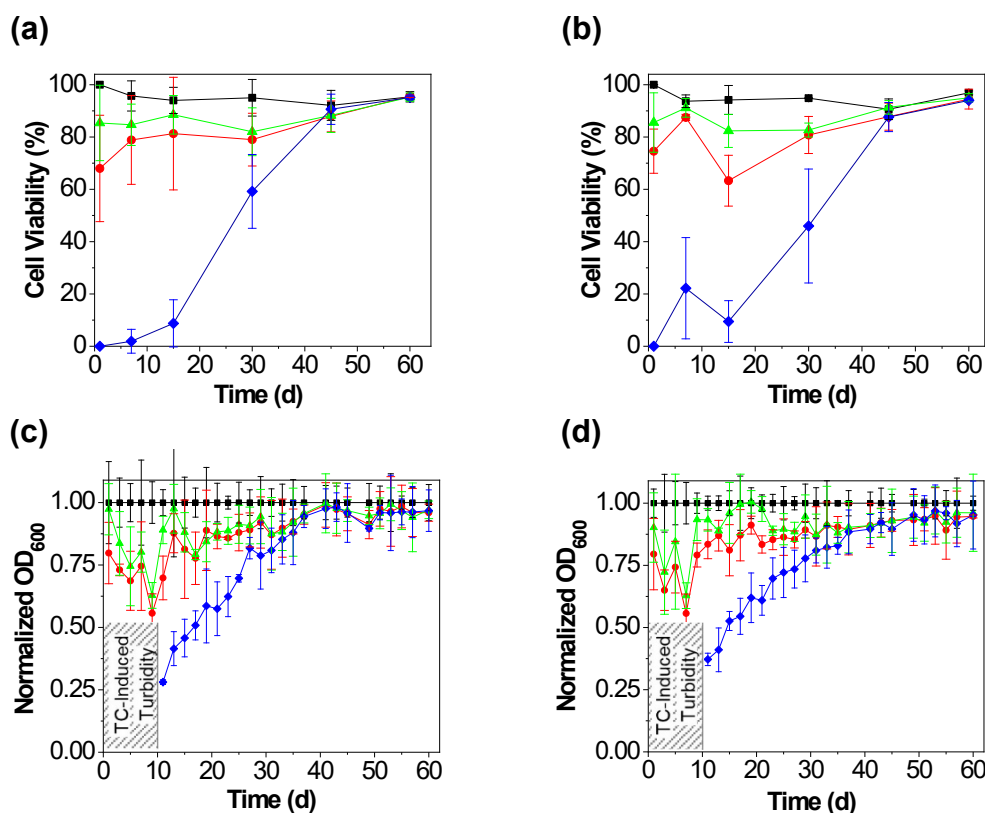 (a)
(b)
100
80
60
40
20
0
Cell Viability (%)
0 10 20 30 40 50 60
Time (d)
100
80
60
40
20
0
Cell Viability (%)
0 10 20 30 40 50 60
Time (d)
(c)
(d)
1.00
0.75
0.50
0.25
0.00
Normalized OD600
TC-Induced
Turbidity
0 10 20 30 40 50 60
Time (d)
1.00
0.75
0.50
0.25
0.00
Normalized OD600
TC-Induced
Turbidity
0 10 20 30 40 50 60
Time (d)